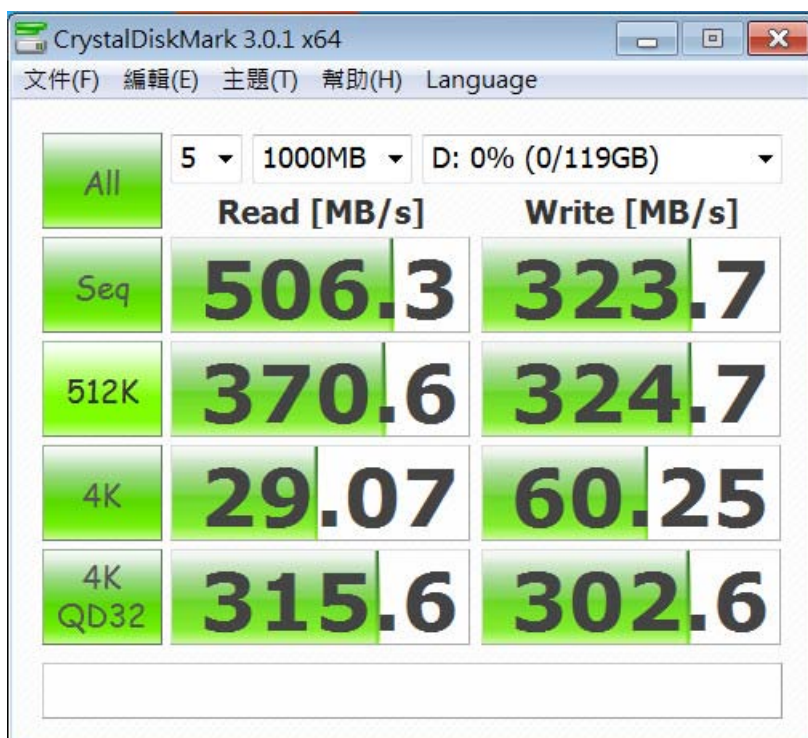 CrystalDiskMark 3.0.1 x64
文件(F) 編輯(E) 主題(T) 幫助(H) Language
All 5 1000MB D: 0% (0/119GB)
Read [MB/s] Write [MB/s]
Seq 506.3 323.7
512K 370.6 324.7
4K 29.07 60.25
4K QD32 315.6 302.6